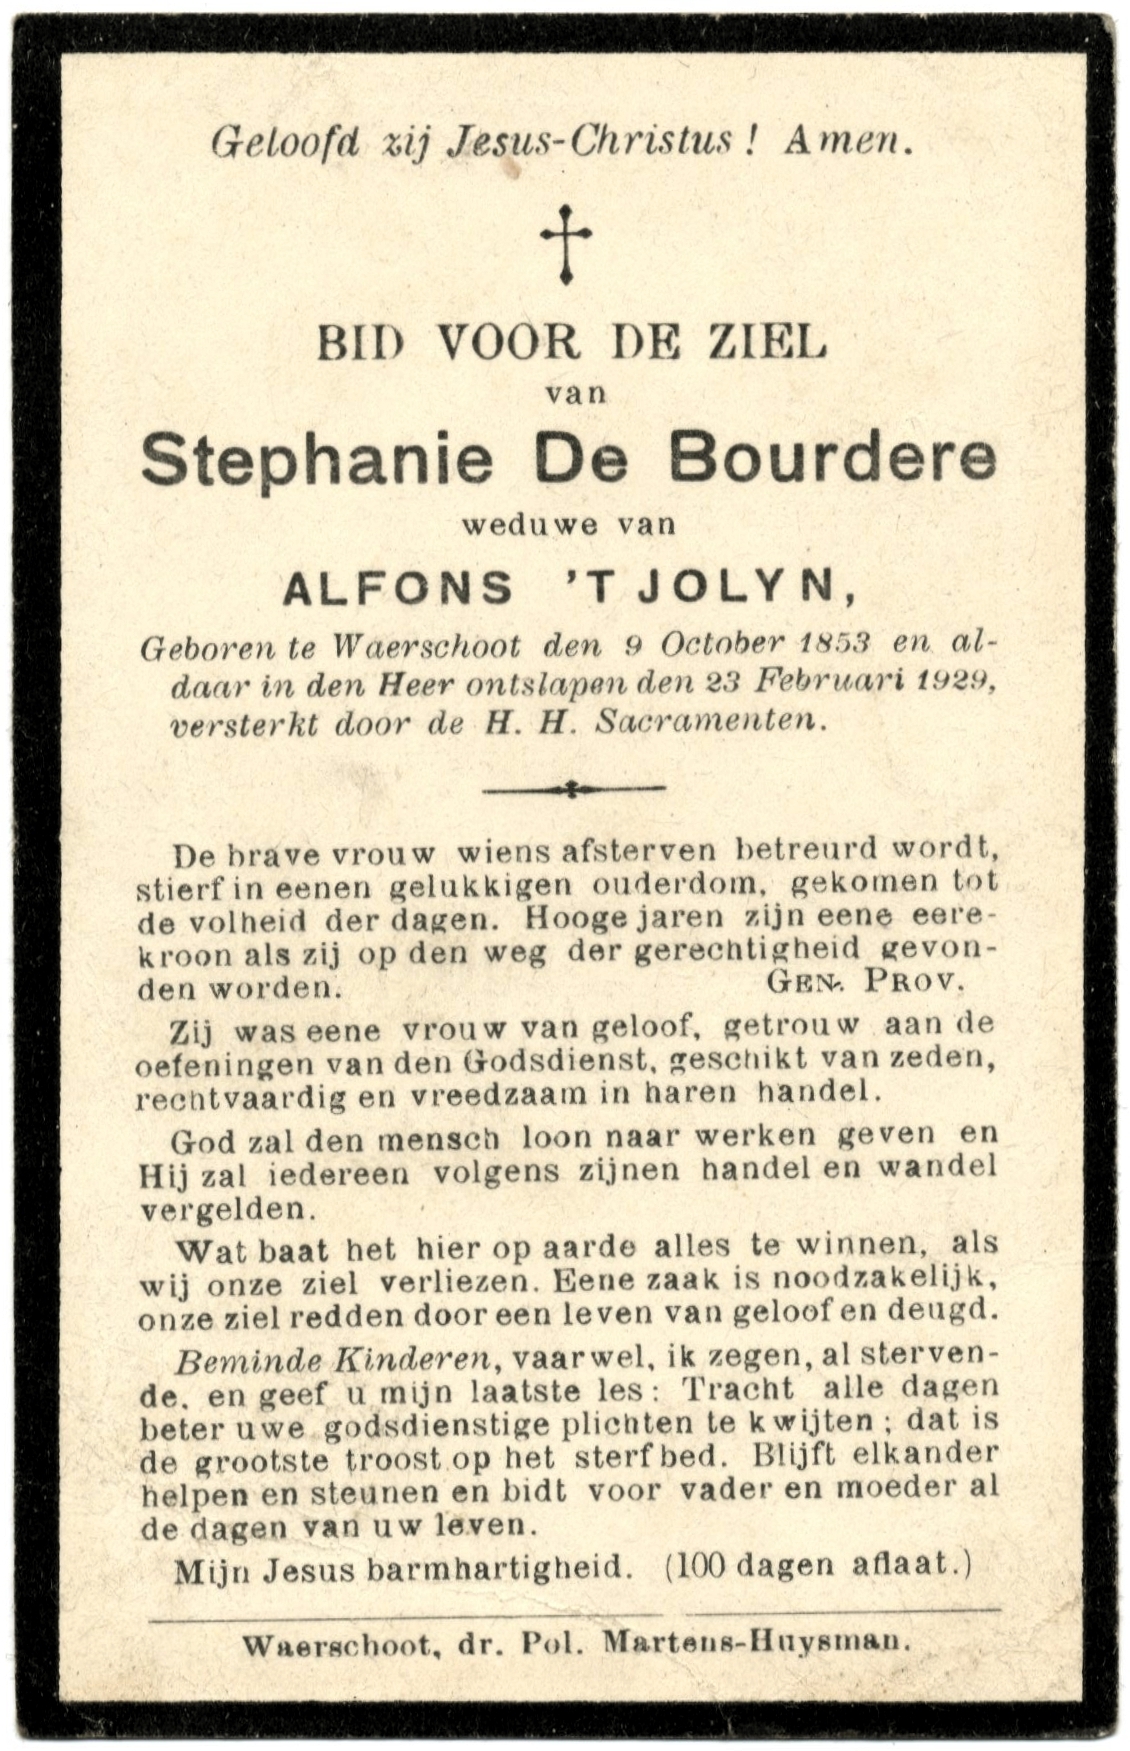 Geloofd zij Jesus-Christus! Amen.
BID VOOR DE ZIEL
van
Stephanie De Bourdere
weduwe van
ALFONS 'T JOLYN,
Geboren te Waerschoot den 9 October 1853 en al-
daar in den Heer ontslapen den 23 Februari 1929,
versterkt door de H. H. Sacramenten.
De brave vrouw wiens afsterven betreurd wordt,
stierf in eenen gelukkigen ouderdom, gekomen tot
de volheid der dagen. Hooge jaren zijn eene eere-
kroon als zij op den weg der gerechtigheid gevon-
den worden. GEN. PROV.
Zij was eene vrouw van geloof, getrouw aan de
oefeningen van den Godsdienst, geschikt van zeden,
rechtvaardig en vreedzaam in haren handel.
God zal den mensch loon naar werken geven en
Hij zal iedereen volgens zijnen handel en wandel
vergelden.
Wat baat het hier op aarde alles te winnen, als
wij onze ziel verliezen. Eene zaak is noodzakelijk,
onze ziel redden door een leven van geloof en deugd.
Beminde Kinderen, vaarwel, ik zegen, al sterven-
de, en geef u mijn laatste les: Tracht alle dagen
beter uwe godsdienstige plichten te kwijten; dat is
de grootste troost op het sterfbed. Blijft elkander
helpen en steunen en bidt voor vader en moeder al
de dagen van uw leven.
Mijn Jesus barmhartigheid. (100 dagen aflaat.)
Waerschoot, dr. Pol. Martens-Huysman.